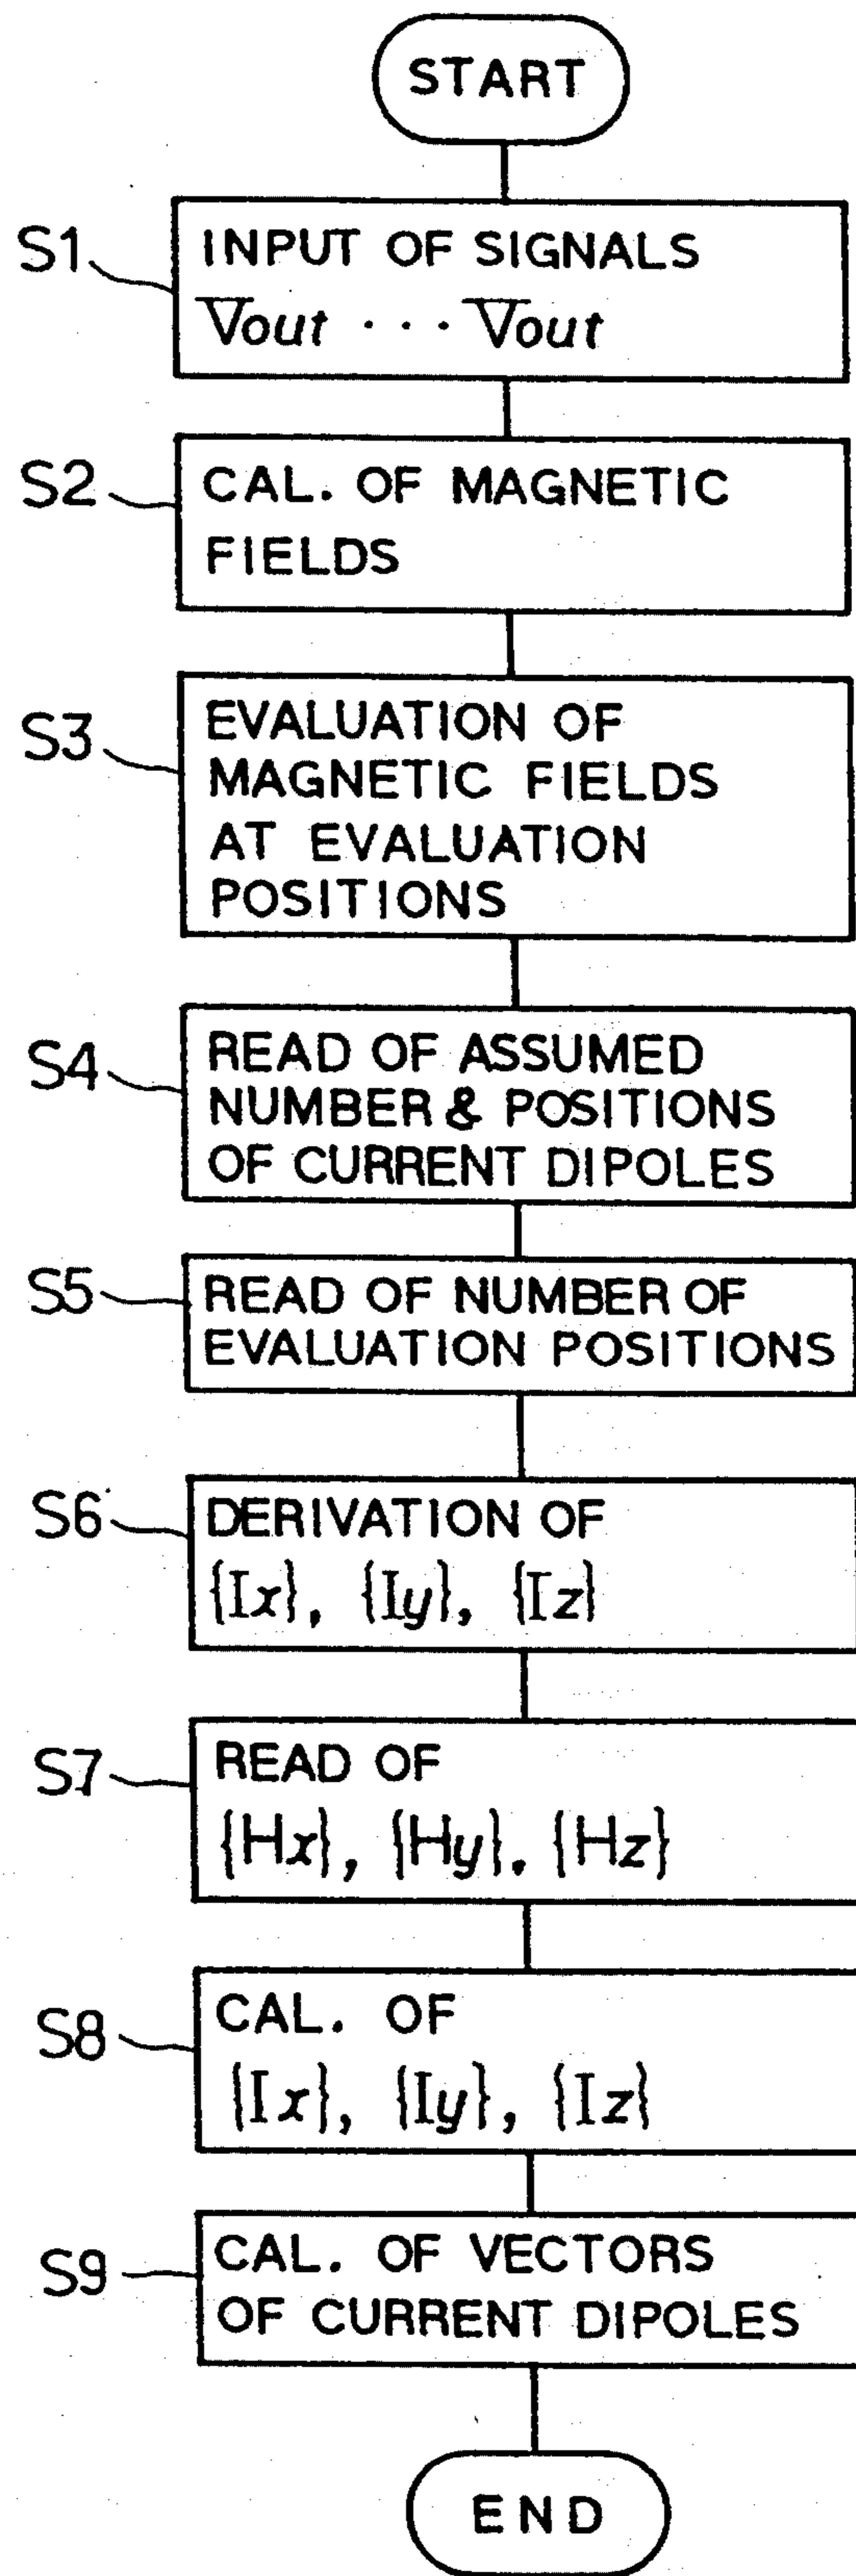 START
S1
INPUT OF SIGNALS
Vout ... Vout
S2
CAL. OF MAGNETIC
FIELDS
S3
EVALUATION OF
MAGNETIC FIELDS
AT EVALUATION
POSITIONS
S4
READ OF ASSUMED
NUMBER & POSITIONS
OF CURRENT DIPOLES
S5
READ OF NUMBER OF
EVALUATION POSITIONS
S6
DERIVATION OF
{Ix}, {Iy}, {Iz}
S7
READ OF
{Hx}, {Hy}. {Hz}
S8
CAL. OF
{Ix}, {Iy}, {Iz}
S9
CAL. OF VECTORS
OF CURRENT DIPOLES
END